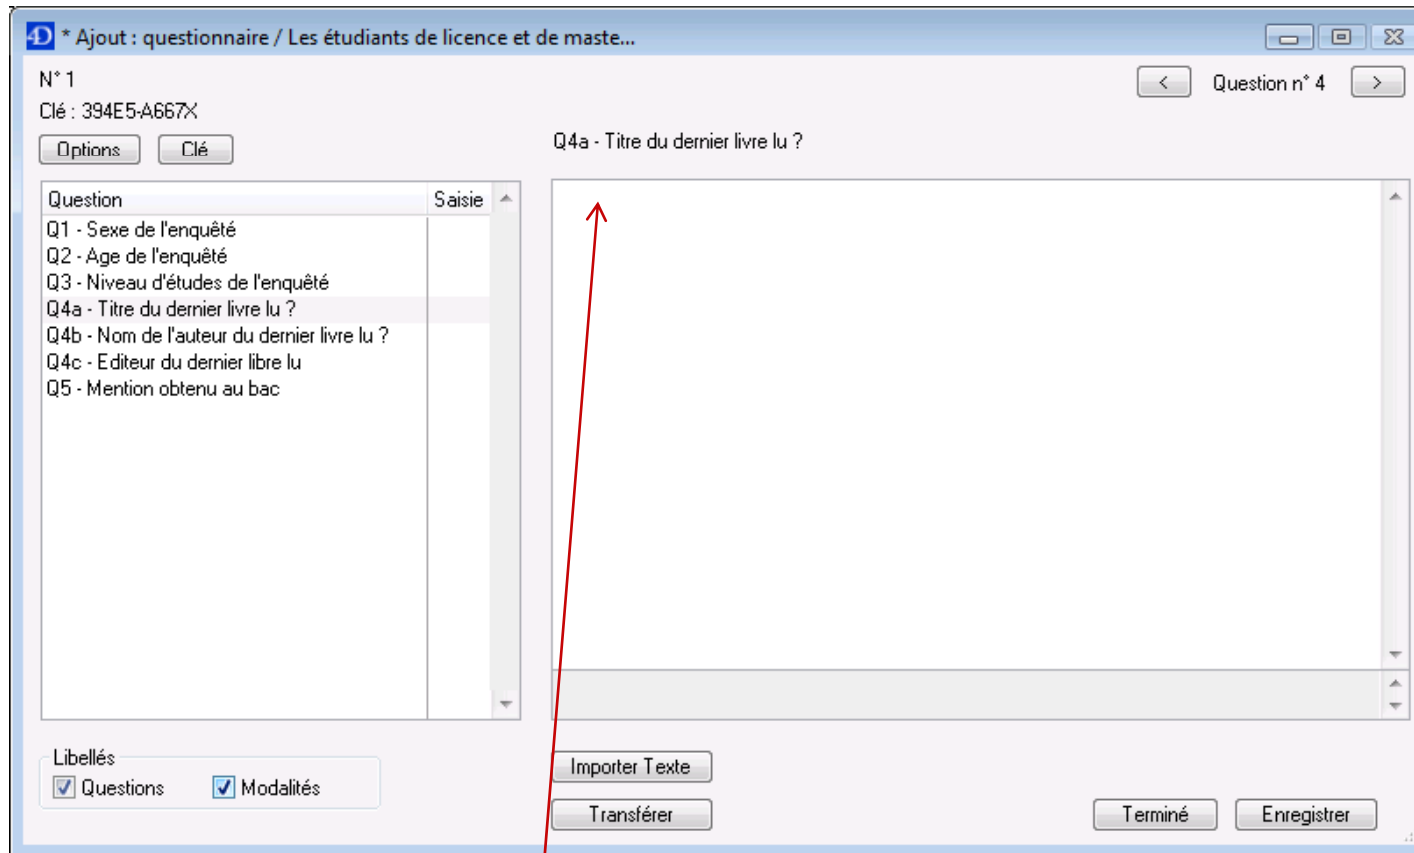 4D * Ajout : questionnaire / Les étudiants de licence et de maste...
N° 1
< Question n° 4 >
Clé : 394E5-A667X
Options Clé
Q4a - Titre du dernier livre lu ?
Question Saisie
Q1 - Sexe de l'enquêté
Q2 - Age de l'enquêté
Q3 - Niveau d'études de l'enquêté
Q4a - Titre du dernier livre lu ?
Q4b - Nom de l'auteur du dernier livre lu ?
Q4c - Editeur du dernier libre lu
Q5 - Mention obtenu au bac
Libellés
Questions Modalités
Importer Texte
Transférer
Terminé Enregistrer